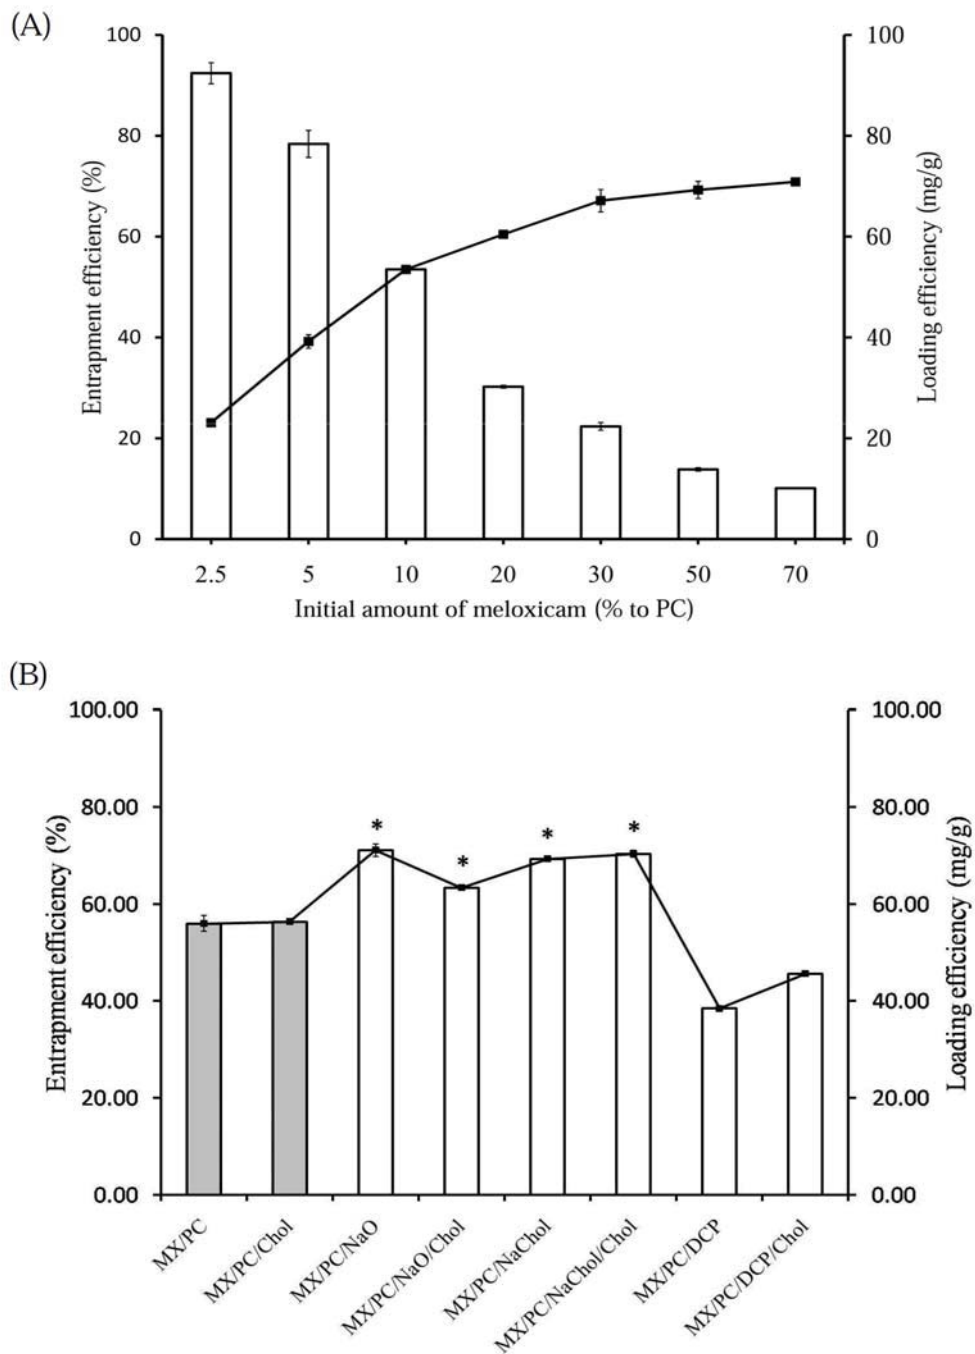 (A)
Entrapment efficiency (%)
100
80
60
40
20
0
Loading efficiency (mg/g)
100
80
60
40
20
0
2.5 5 10 20 30 50 70
Initial amount of meloxicam (% to PC)
(B)
Entrapment efficiency (%)
100.00
80.00
60.00
40.00
20.00
0.00
* * * *
Loading efficiency (mg/g)
100.00
80.00
60.00
40.00
20.00
0.00
MX/PC
MX/PC/Chol
MX/PC/NaO
MX/PC/NaO/Chol
MX/PC/NaChol
MX/PC/NaChol/Chol
MX/PC/DCP
MX/PC/DCP/Chol